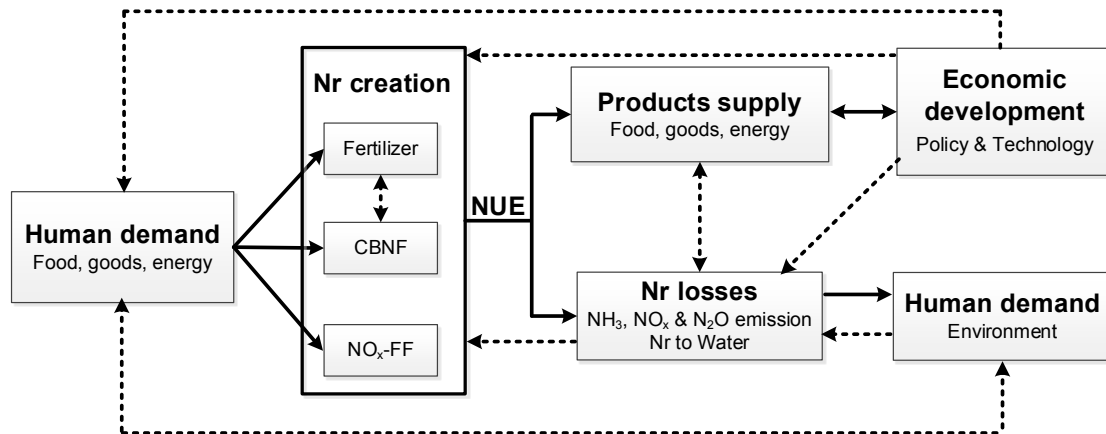 Human demand
Food, goods, energy
Nr creation
Fertilizer
CBNF
NOₓ-FF
NUE
Products supply
Food, goods, energy
Nr losses
NH₃, NOₓ & N₂O emission
Nr to Water
Economic
development
Policy & Technology
Human demand
Environment